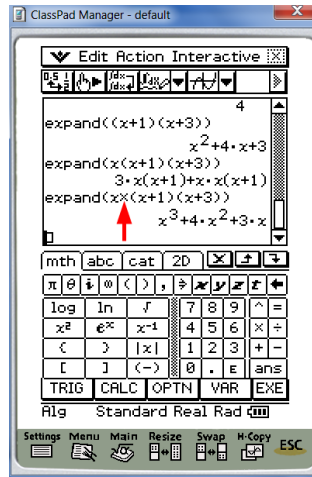 ClassPad Manager - default
Edit Action Interactive
4
expand((x+1)(x+3))
x²+4·x+3
expand(x(x+1)(x+3))
3·x(x+1)+x·x(x+1)
expand(x×(x+1)(x+3))
x³+4·x²+3·x
mth abc cat 2D
π θ i ∞ ( ) , ⇒ x y z t
log ln √ 7 8 9 ^ =
x² eˣ x⁻¹ 4 5 6 × ÷
{ } |x| 1 2 3 + −
[ ] (−) 0 . E ans
TRIG CALC OPTN VAR EXE
Alg Standard Real Rad
Settings Menu Main Resize Swap H-Copy ESC